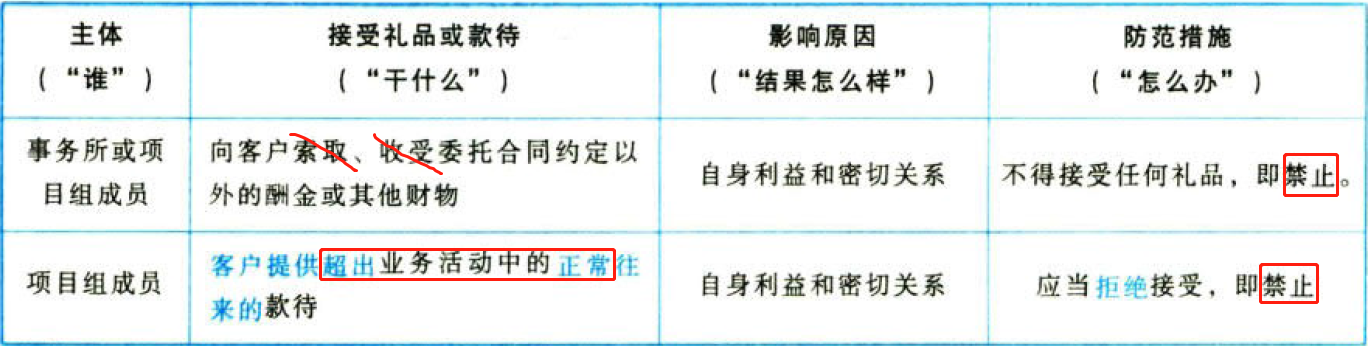 主体
（“谁”）
接受礼品或款待
（“干什么”）
影响原因
（“结果怎么样”）
防范措施
（“怎么办”）
事务所或项
目组成员
向客户索取、收受委托合同约定以
外的酬金或其他财物
自身利益和密切关系
不得接受任何礼品，即禁止。
项目组成员
客户提供超出业务活动中的正常往
来的款待
自身利益和密切关系
应当拒绝接受，即禁止